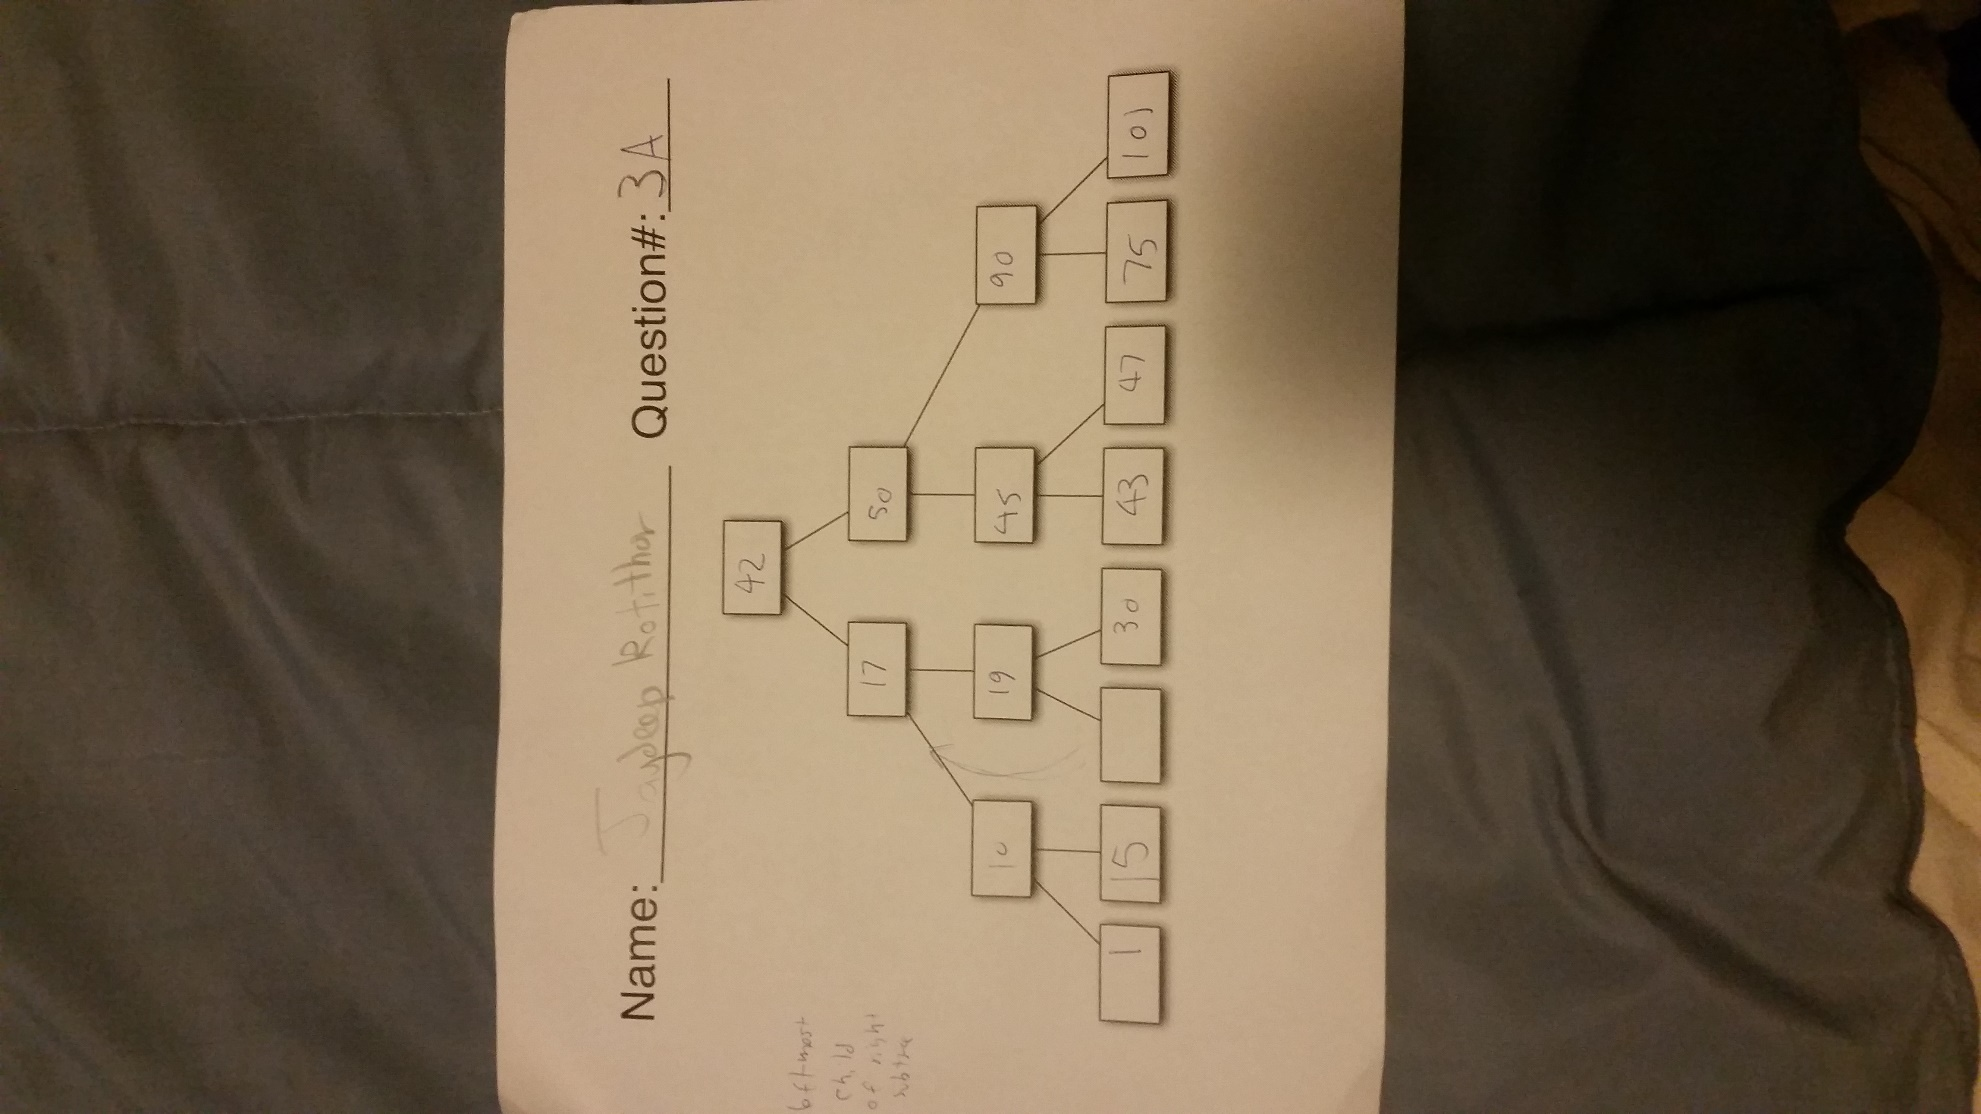 Name: Jaydeep Rotithor Question#: 3A
42
17 50
10 19 45 90
1 15 30 43 47 75 101
leftmost
child
of right
subtree